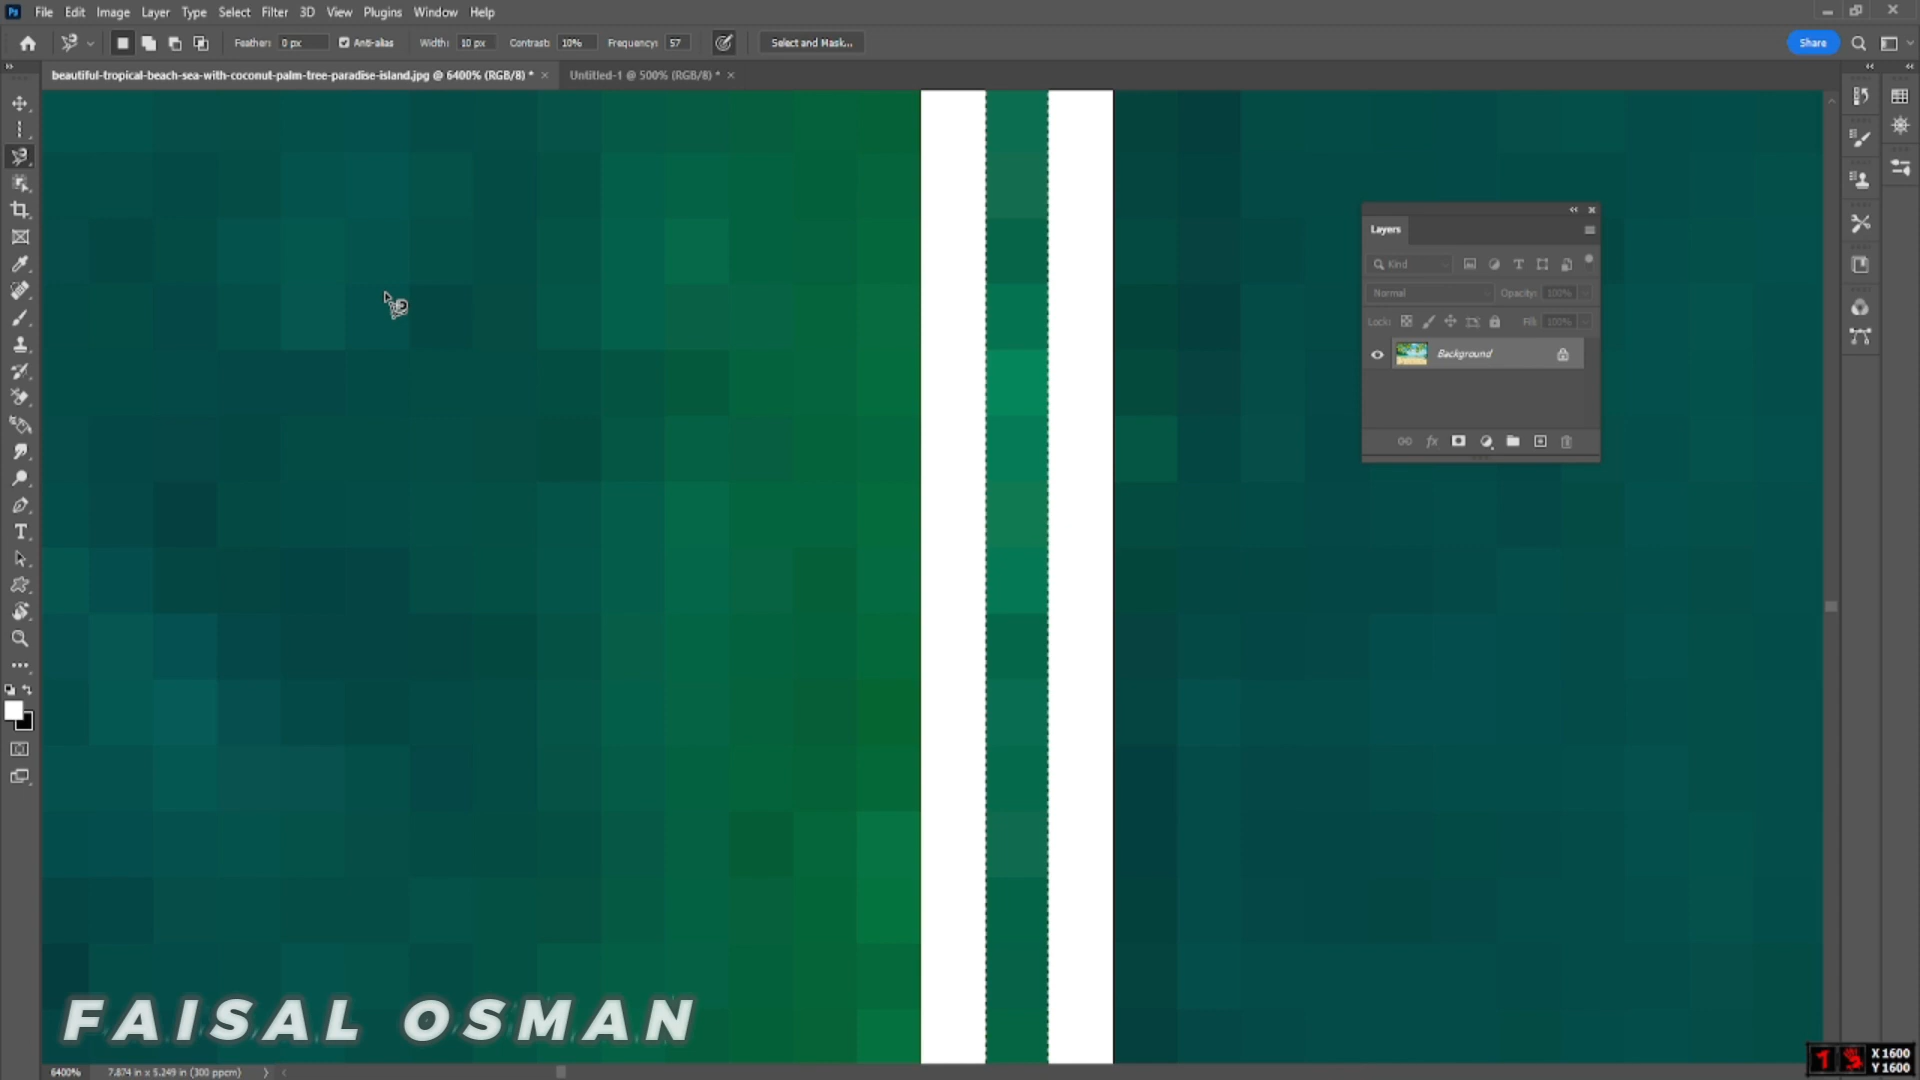 Ps File Edit Image Layer Type Select Filter 3D View Plugins Window Help
Feather: 0 px Anti-alias Width: 10 px Contrast: 10% Frequency: 57 Select and Mask... Share
beautiful-tropical-beach-sea-with-coconut-palm-tree-paradise-island.jpg @ 6400% (RGB/8) * × Untitled-1 @ 500% (RGB/8) * ×
Layers
Kind
Normal Opacity: 100%
Lock: Fill: 100%
Background
FAISAL OSMAN
X 1600
Y 1600
6400% 7.874 in x 5.249 in (300 ppcm)